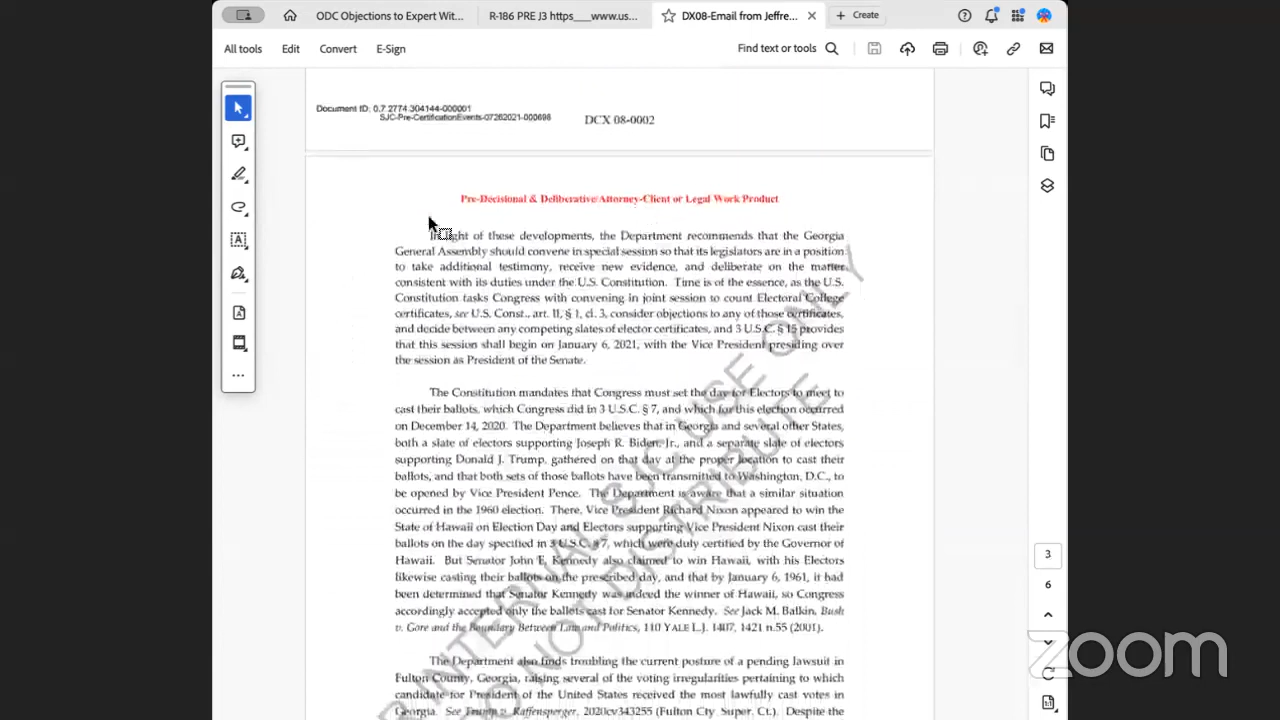 ODC Objections to Expert Wit...
R-186 PRE J3 https___www.us...
DX08-Email from Jeffre...
Create
All tools
Edit
Convert
E-Sign
Find text or tools
Document ID: 0.7.2774.304144-000001
SJC-Pre-CertificationEvents-07262021-000698
DCX 08-0002
Pre-Decisional & Deliberative/Attorney-Client or Legal Work Product
In light of these developments, the Department recommends that the Georgia
General Assembly should convene in special session so that its legislators are in a position
to take additional testimony, receive new evidence, and deliberate on the matter
consistent with its duties under the U.S. Constitution. Time is of the essence, as the U.S.
Constitution tasks Congress with convening in joint session to count Electoral College
certificates, see U.S. Const., art. II, § 1, cl. 3, consider objections to any of those certificates,
and decide between any competing slates of elector certificates, and 3 U.S.C. § 15 provides
that this session shall begin on January 6, 2021, with the Vice President presiding over
the session as President of the Senate.
The Constitution mandates that Congress must set the day for Electors to meet to
cast their ballots, which Congress did in 3 U.S.C. § 7, and which for this election occurred
on December 14, 2020. The Department believes that in Georgia and several other States,
both a slate of electors supporting Joseph R. Biden, Jr., and a separate slate of electors
supporting Donald J. Trump, gathered on that day at the proper location to cast their
ballots, and that both sets of those ballots have been transmitted to Washington, D.C., to
be opened by Vice President Pence. The Department is aware that a similar situation
occurred in the 1960 election. There, Vice President Richard Nixon appeared to win the
State of Hawaii on Election Day and Electors supporting Vice President Nixon cast their
ballots on the day specified in 3 U.S.C. § 7, which were duly certified by the Governor of
Hawaii. But Senator John F. Kennedy also claimed to win Hawaii, with his Electors
likewise casting their ballots on the prescribed day, and that by January 6, 1961, it had
been determined that Senator Kennedy was indeed the winner of Hawaii, so Congress
accordingly accepted only the ballots cast for Senator Kennedy. See Jack M. Balkin, Bush
v. Gore and the Boundary Between Law and Politics, 110 YALE L.J. 1407, 1421 n.55 (2001).
The Department also finds troubling the current posture of a pending lawsuit in
Fulton County, Georgia, raising several of the voting irregularities pertaining to which
candidate for President of the United States received the most lawfully cast votes in
Georgia. See Trump v. Raffensperger, 2020cv343255 (Fulton Cty. Super. Ct.). Despite the
R INTERNAL SJC USE ONLY
O NOT DISTRIBUTE
3
6
zoom